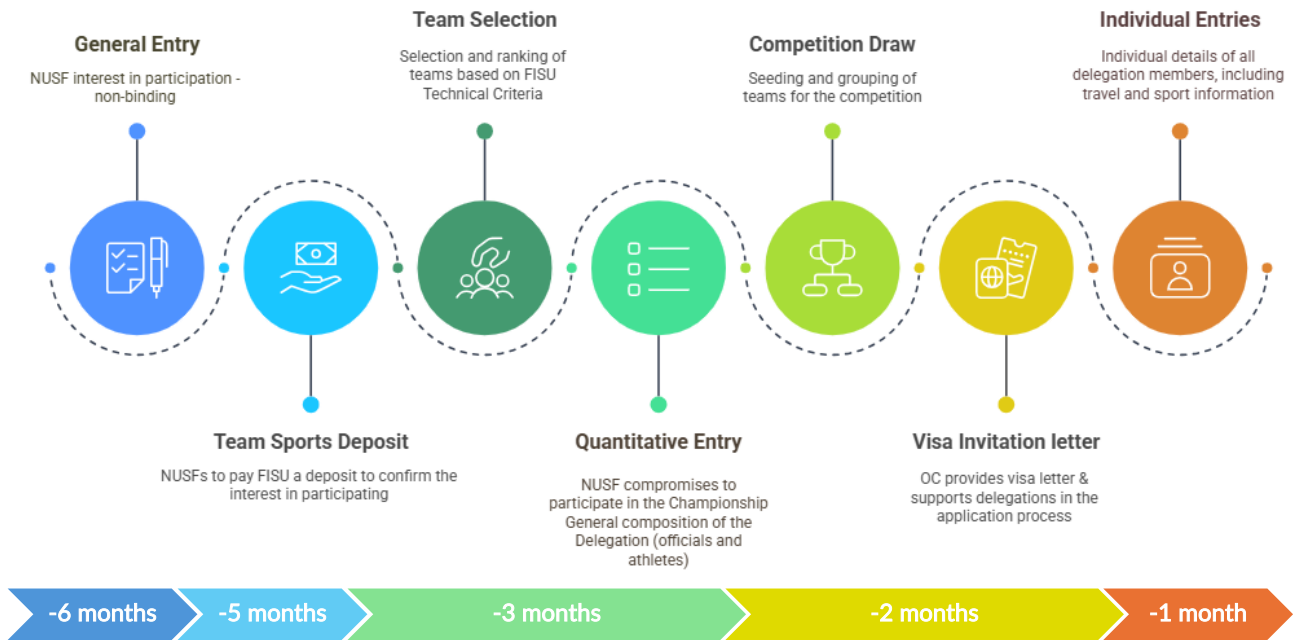 General Entry
NUSF interest in participation -
non-binding
Team Sports Deposit
NUSFs to pay FISU a deposit to confirm the
interest in participating
Team Selection
Selection and ranking of
teams based on FISU
Technical Criteria
Quantitative Entry
NUSF compromises to
participate in the Championship
General composition of the
Delegation (officials and
athletes)
Competition Draw
Seeding and grouping of
teams for the competition
Visa Invitation letter
OC provides visa letter &
supports delegations in the
application process
Individual Entries
Individual details of all
delegation members, including
travel and sport information
-6 months
-5 months
-3 months
-2 months
-1 month